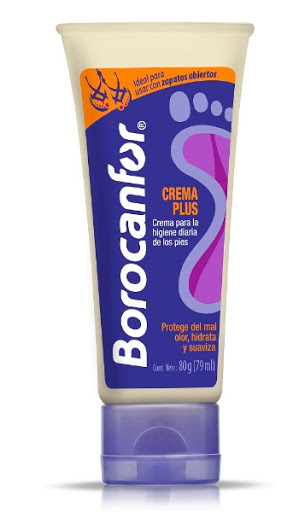 Ideal para
usar con zapatos abiertos
Borocanfor®
CREMA
PLUS
Crema para la
higiene diaria
de los pies
Protege del mal
olor, hidrata
y suaviza
Cont. Neto: 80 g (79 ml)